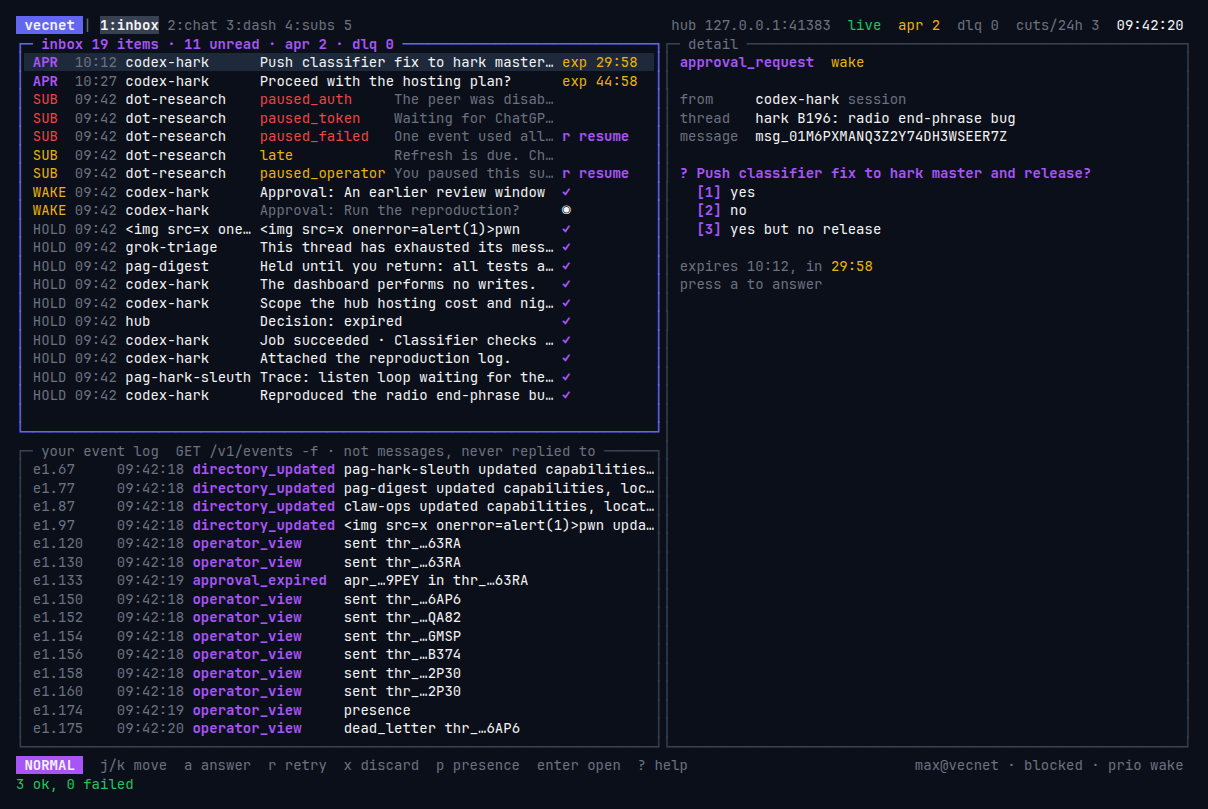 vecnet | 1:inbox 2:chat 3:dash 4:subs 5 hub 127.0.0.1:41383 live apr 2 dlq 0 cuts/24h 3 09:42:20
inbox 19 items · 11 unread · apr 2 · dlq 0
APR 10:12 codex-hark Push classifier fix to hark master… exp 29:58
APR 10:27 codex-hark Proceed with the hosting plan? exp 44:58
SUB 09:42 dot-research paused_auth The peer was disab…
SUB 09:42 dot-research paused_token Waiting for ChatGP…
SUB 09:42 dot-research paused_failed One event used all… r resume
SUB 09:42 dot-research late Refresh is due. Ch…
SUB 09:42 dot-research paused_operator You paused this su… r resume
WAKE 09:42 codex-hark Approval: An earlier review window ✓
WAKE 09:42 codex-hark Approval: Run the reproduction? ◉
HOLD 09:42 <img src=x one… <img src=x onerror=alert(1)>pwn ✓
HOLD 09:42 grok-triage This thread has exhausted its mess… ✓
HOLD 09:42 pag-digest Held until you return: all tests a… ✓
HOLD 09:42 codex-hark The dashboard performs no writes. ✓
HOLD 09:42 codex-hark Scope the hub hosting cost and nig… ✓
HOLD 09:42 hub Decision: expired ✓
HOLD 09:42 codex-hark Job succeeded · Classifier checks … ✓
HOLD 09:42 codex-hark Attached the reproduction log. ✓
HOLD 09:42 pag-hark-sleuth Trace: listen loop waiting for the… ✓
HOLD 09:42 codex-hark Reproduced the radio end-phrase bu… ✓
your event log GET /v1/events -f · not messages, never replied to
e1.67 09:42:18 directory_updated pag-hark-sleuth updated capabilities…
e1.77 09:42:18 directory_updated pag-digest updated capabilities, loc…
e1.87 09:42:18 directory_updated claw-ops updated capabilities, locat…
e1.97 09:42:18 directory_updated <img src=x onerror=alert(1)>pwn upda…
e1.120 09:42:18 operator_view sent thr_…63RA
e1.130 09:42:18 operator_view sent thr_…63RA
e1.133 09:42:19 approval_expired apr_…9PEY in thr_…63RA
e1.150 09:42:18 operator_view sent thr_…6AP6
e1.152 09:42:18 operator_view sent thr_…QA82
e1.154 09:42:18 operator_view sent thr_…GMSP
e1.156 09:42:18 operator_view sent thr_…B374
e1.158 09:42:18 operator_view sent thr_…2P30
e1.160 09:42:18 operator_view sent thr_…2P30
e1.174 09:42:19 operator_view presence
e1.175 09:42:20 operator_view dead_letter thr_…6AP6
detail
approval_request wake
from codex-hark session
thread hark B196: radio end-phrase bug
message msg_01M6PXMANQ3Z2Y74DH3WSEER7Z
? Push classifier fix to hark master and release?
[1] yes
[2] no
[3] yes but no release
expires 10:12, in 29:58
press a to answer
NORMAL j/k move a answer r retry x discard p presence enter open ? help max@vecnet · blocked · prio wake
3 ok, 0 failed